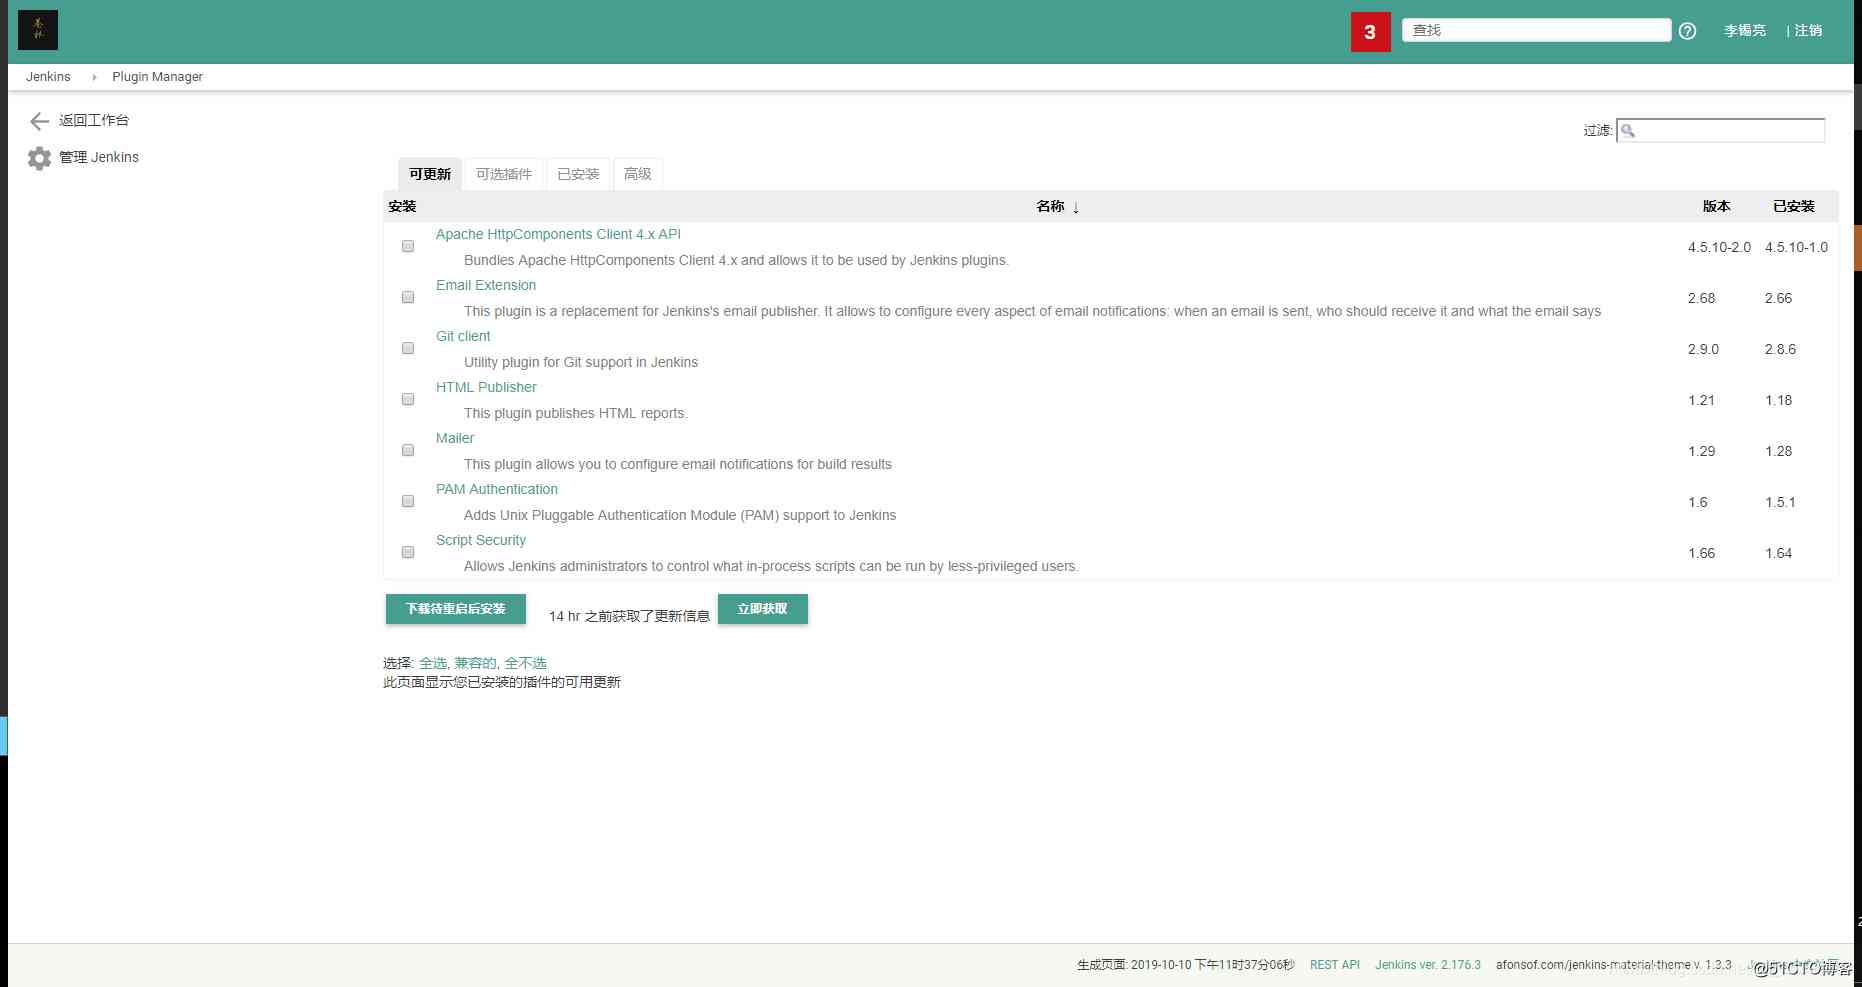 3
查找
李锡亮 | 注销
Jenkins Plugin Manager
返回工作台
管理 Jenkins
过滤:
可更新 可选插件 已安装 高级
安装 名称 ↓ 版本 已安装
Apache HttpComponents Client 4.x API
Bundles Apache HttpComponents Client 4.x and allows it to be used by Jenkins plugins.
4.5.10-2.0 4.5.10-1.0
Email Extension
This plugin is a replacement for Jenkins's email publisher. It allows to configure every aspect of email notifications: when an email is sent, who should receive it and what the email says
2.68 2.66
Git client
Utility plugin for Git support in Jenkins
2.9.0 2.8.6
HTML Publisher
This plugin publishes HTML reports.
1.21 1.18
Mailer
This plugin allows you to configure email notifications for build results
1.29 1.28
PAM Authentication
Adds Unix Pluggable Authentication Module (PAM) support to Jenkins
1.6 1.5.1
Script Security
Allows Jenkins administrators to control what in-process scripts can be run by less-privileged users.
1.66 1.64
下载待重启后安装 14 hr 之前获取了更新信息 立即获取
选择: 全选, 兼容的, 全不选
此页面显示您已安装的插件的可用更新
生成页面: 2019-10-10 下午11时37分06秒 REST API Jenkins ver. 2.176.3 afonsof.com/jenkins-material-theme v. 1.3.3
@51CTO博客